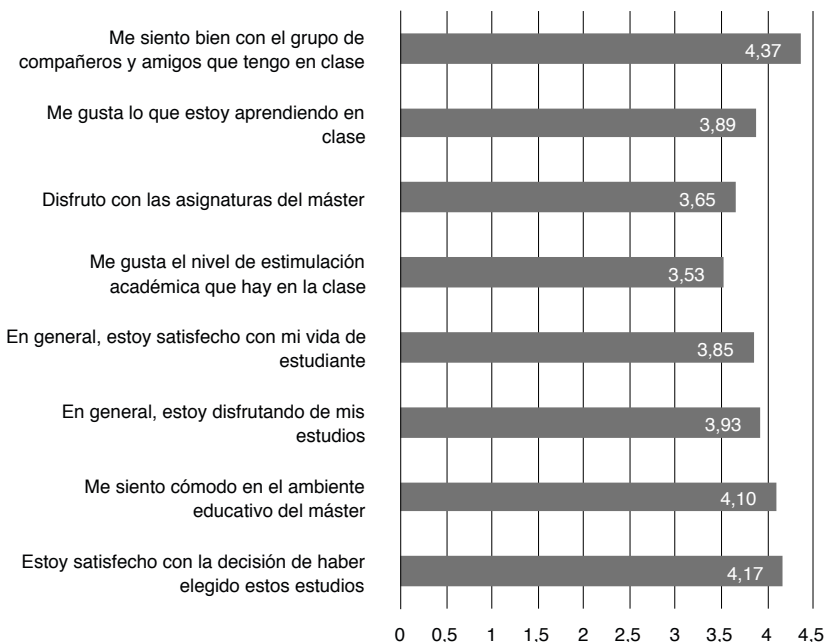 Me siento bien con el grupo de
compañeros y amigos que tengo en clase
4,37
Me gusta lo que estoy aprendiendo en
clase
3,89
Disfruto con las asignaturas del máster
3,65
Me gusta el nivel de estimulación
académica que hay en la clase
3,53
En general, estoy satisfecho con mi vida de
estudiante
3,85
En general, estoy disfrutando de mis
estudios
3,93
Me siento cómodo en el ambiente
educativo del máster
4,10
Estoy satisfecho con la decisión de haber
elegido estos estudios
4,17
0 0,5 1 1,5 2 2,5 3 3,5 4 4,5